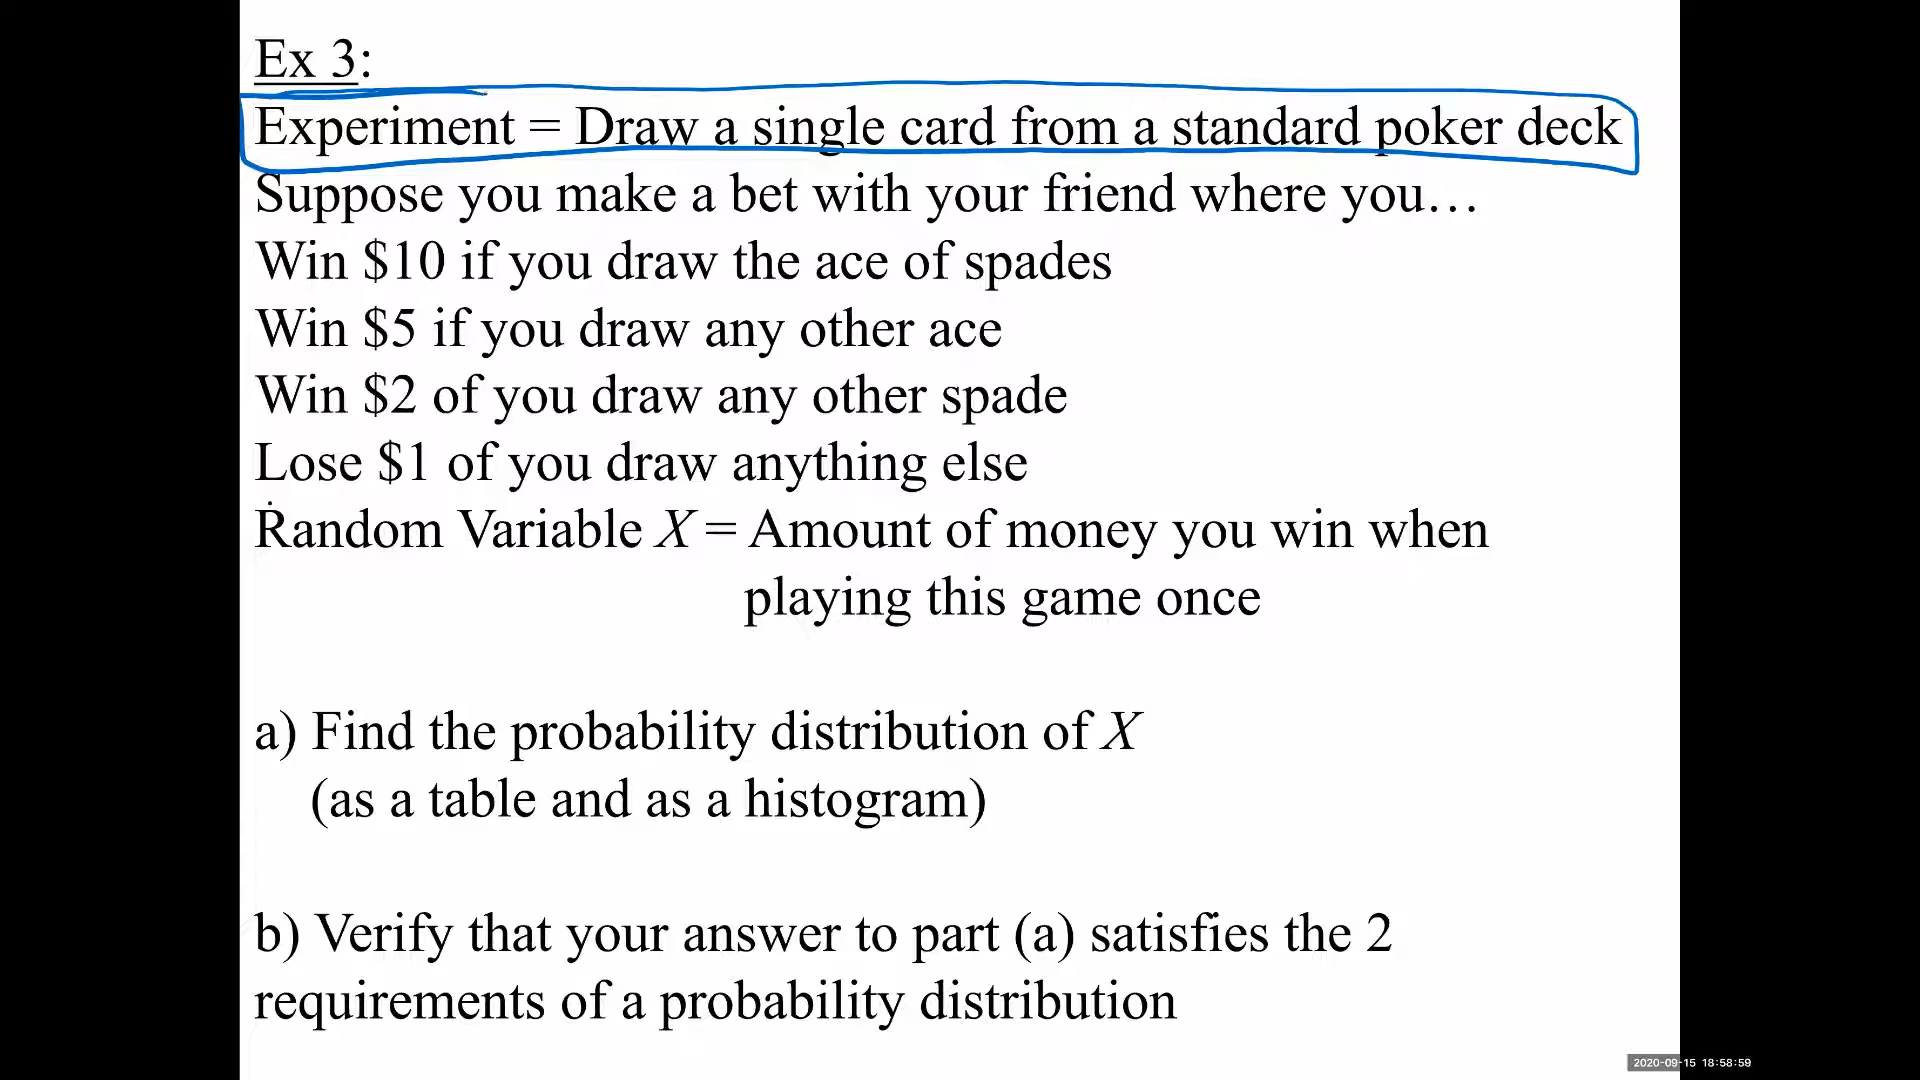 Ex 3:
Experiment = Draw a single card from a standard poker deck
Suppose you make a bet with your friend where you…
Win $10 if you draw the ace of spades
Win $5 if you draw any other ace
Win $2 of you draw any other spade
Lose $1 of you draw anything else
Random Variable X = Amount of money you win when
playing this game once
a) Find the probability distribution of X
(as a table and as a histogram)
b) Verify that your answer to part (a) satisfies the 2
requirements of a probability distribution
2020-09-15 18:58:59